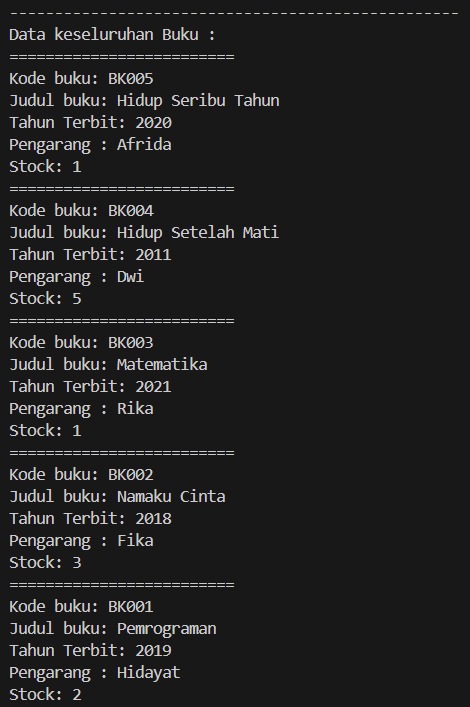 --------------------------------------------------
Data keseluruhan Buku :
=========================
Kode buku: BK005
Judul buku: Hidup Seribu Tahun
Tahun Terbit: 2020
Pengarang : Afrida
Stock: 1
=========================
Kode buku: BK004
Judul buku: Hidup Setelah Mati
Tahun Terbit: 2011
Pengarang : Dwi
Stock: 5
=========================
Kode buku: BK003
Judul buku: Matematika
Tahun Terbit: 2021
Pengarang : Rika
Stock: 1
=========================
Kode buku: BK002
Judul buku: Namaku Cinta
Tahun Terbit: 2018
Pengarang : Fika
Stock: 3
=========================
Kode buku: BK001
Judul buku: Pemrograman
Tahun Terbit: 2019
Pengarang : Hidayat
Stock: 2